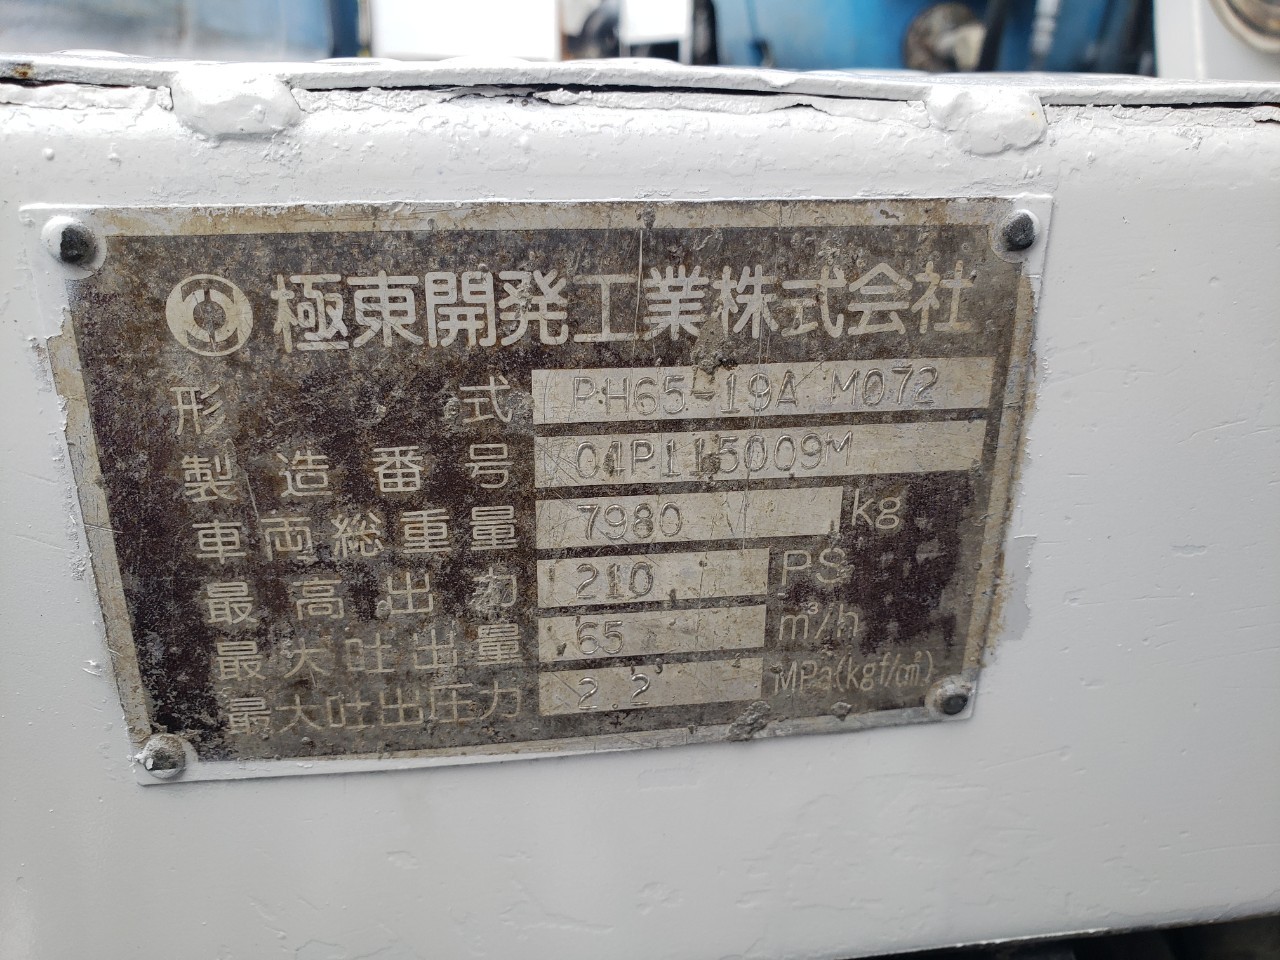 極東開発工業株式会社
形式 PH65-19A M072
製造番号 04P115009M
車両総重量 7980 kg
最高出力 210 PS
最大吐出量 65 m³/h
最大吐出圧力 2.2 MPa(kgf/c㎡)